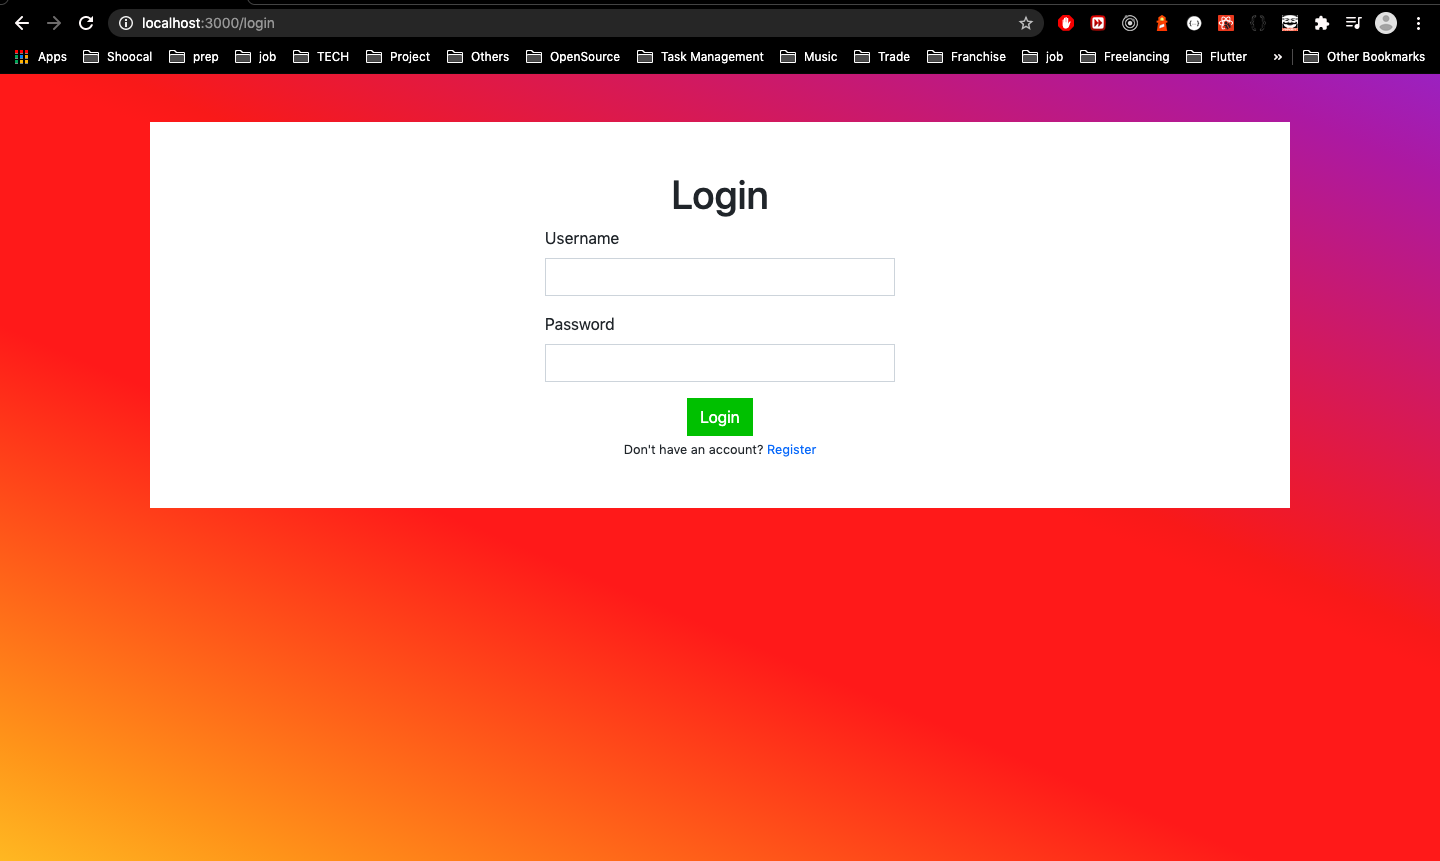 localhost:3000/login
Apps Shoocal prep job TECH Project Others OpenSource Task Management Music Trade Franchise job Freelancing Flutter » Other Bookmarks
Login
Username
Password
Login
Don't have an account? Register